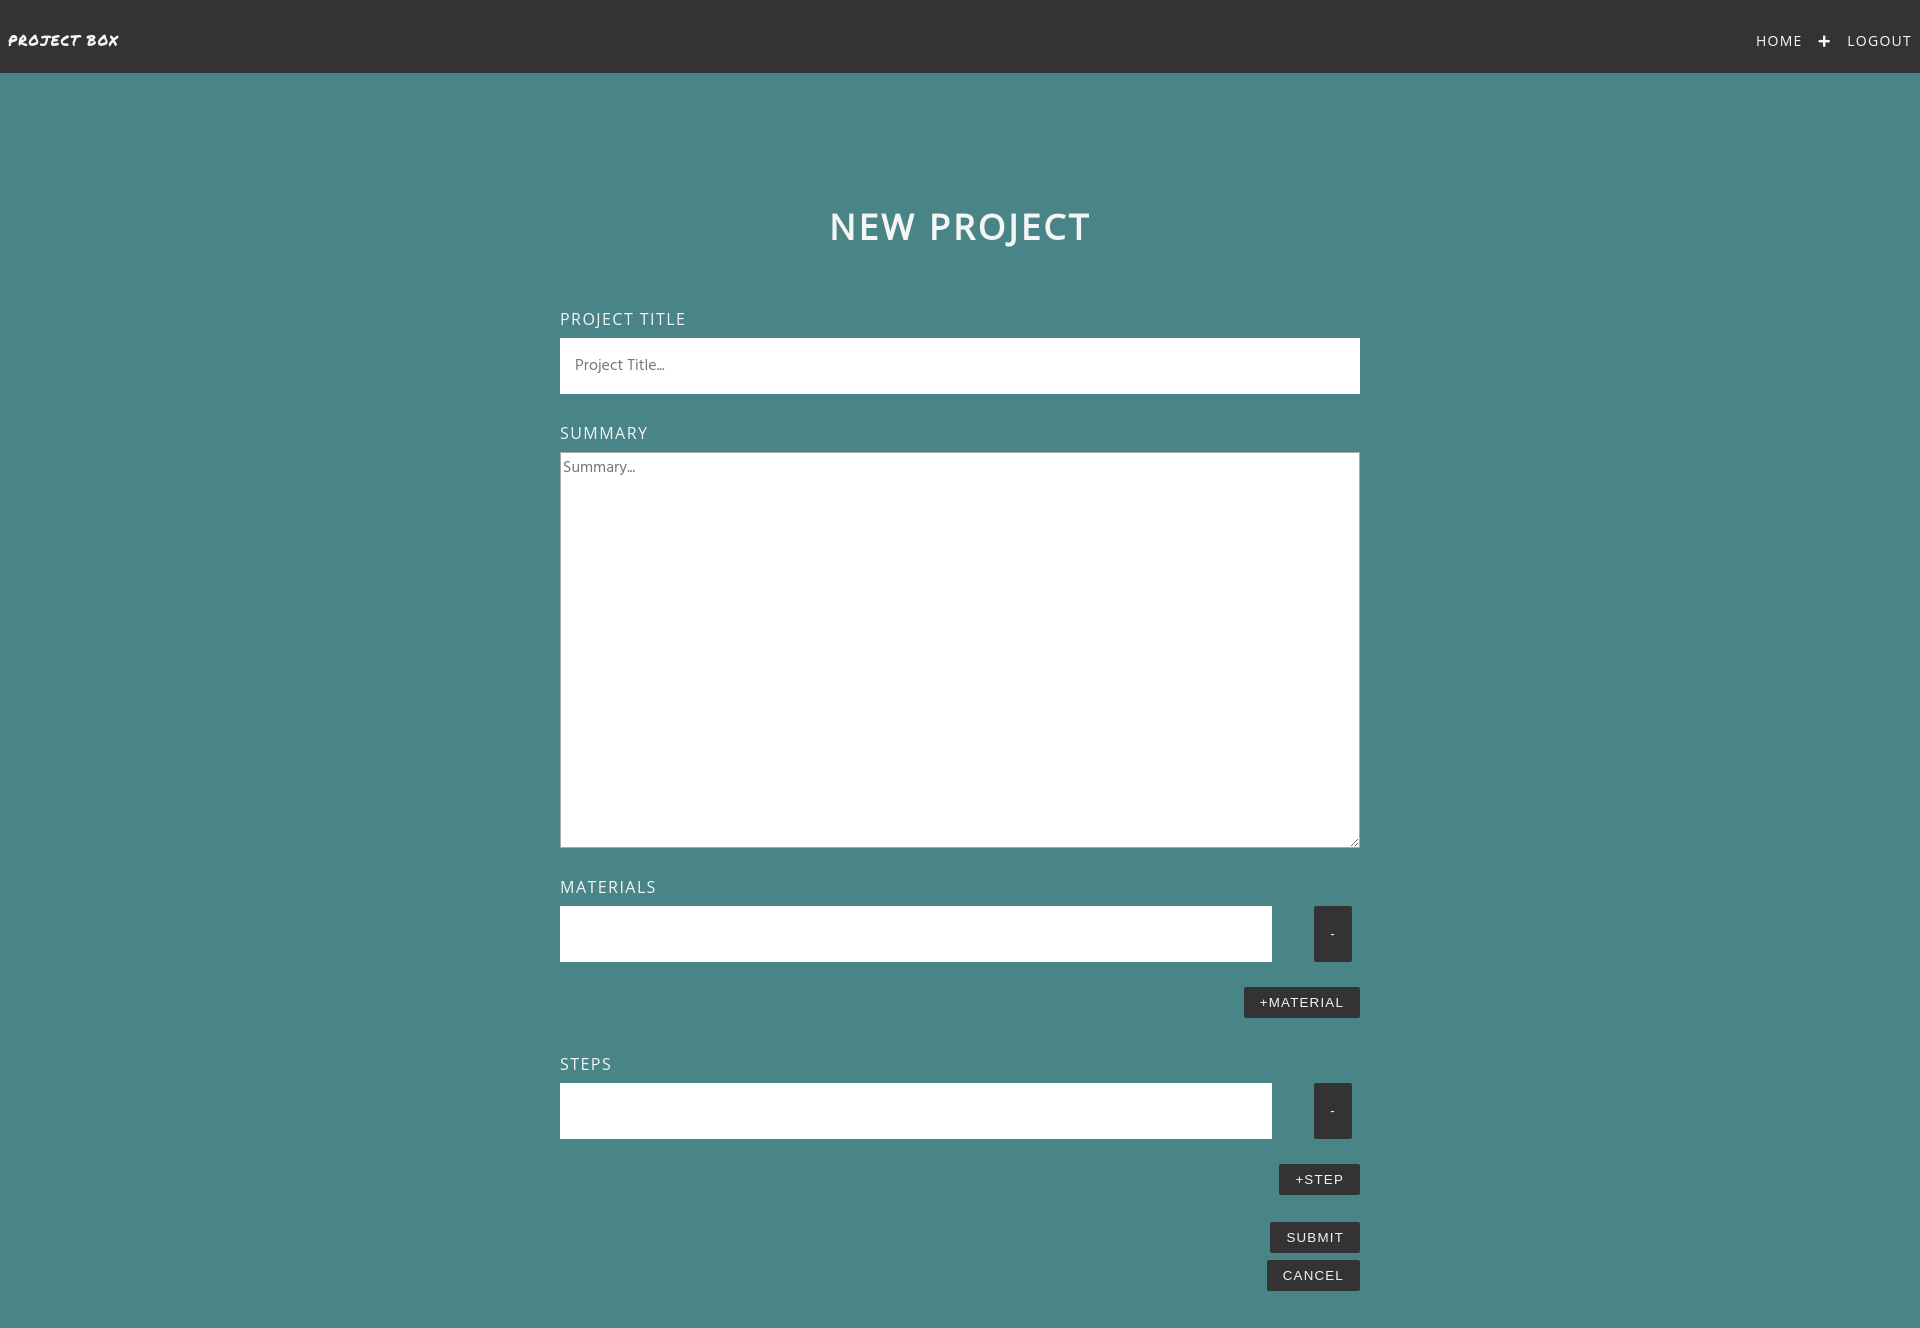 PROJECT BOX
HOME + LOGOUT
NEW PROJECT
PROJECT TITLE
Project Title...
SUMMARY
Summary...
MATERIALS
-
+MATERIAL
STEPS
-
+STEP
SUBMIT
CANCEL